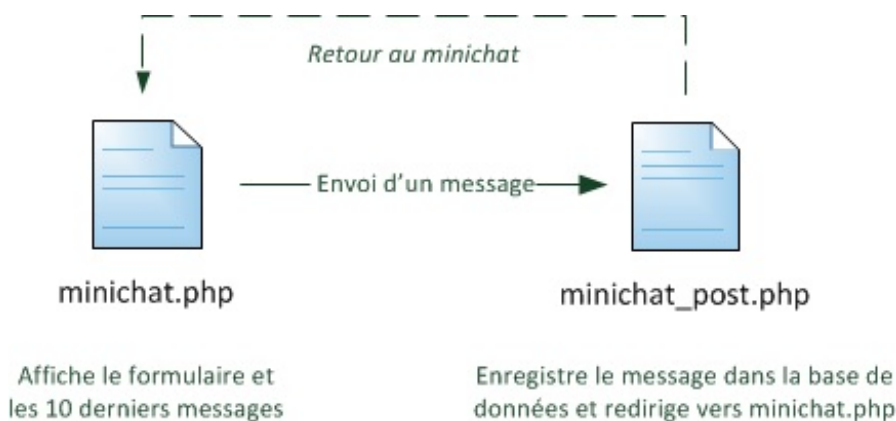 Retour au minichat
Envoi d'un message
minichat.php
minichat_post.php
Affiche le formulaire et
les 10 derniers messages
Enregistre le message dans la base de
données et redirige vers minichat.php